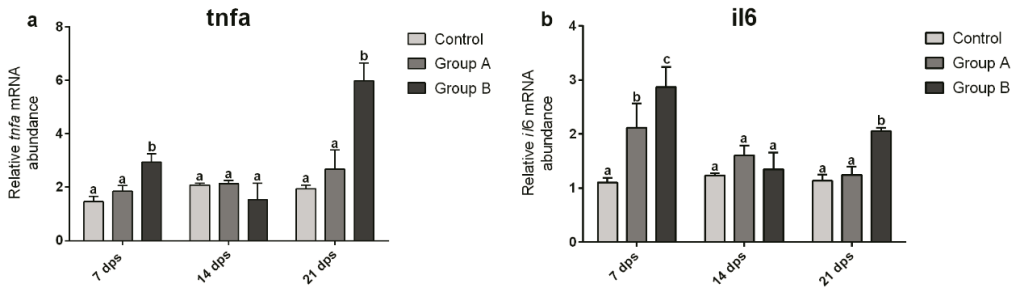 a
tnfa
Relative tnfa mRNA
abundance
8
6
4
2
0
a a b
a a a
a a b
7 dps
14 dps
21 dps
Control
Group A
Group B
b
il6
Relative il6 mRNA
abundance
4
3
2
1
0
a b c
a a a
a a b
7 dps
14 dps
21 dps
Control
Group A
Group B